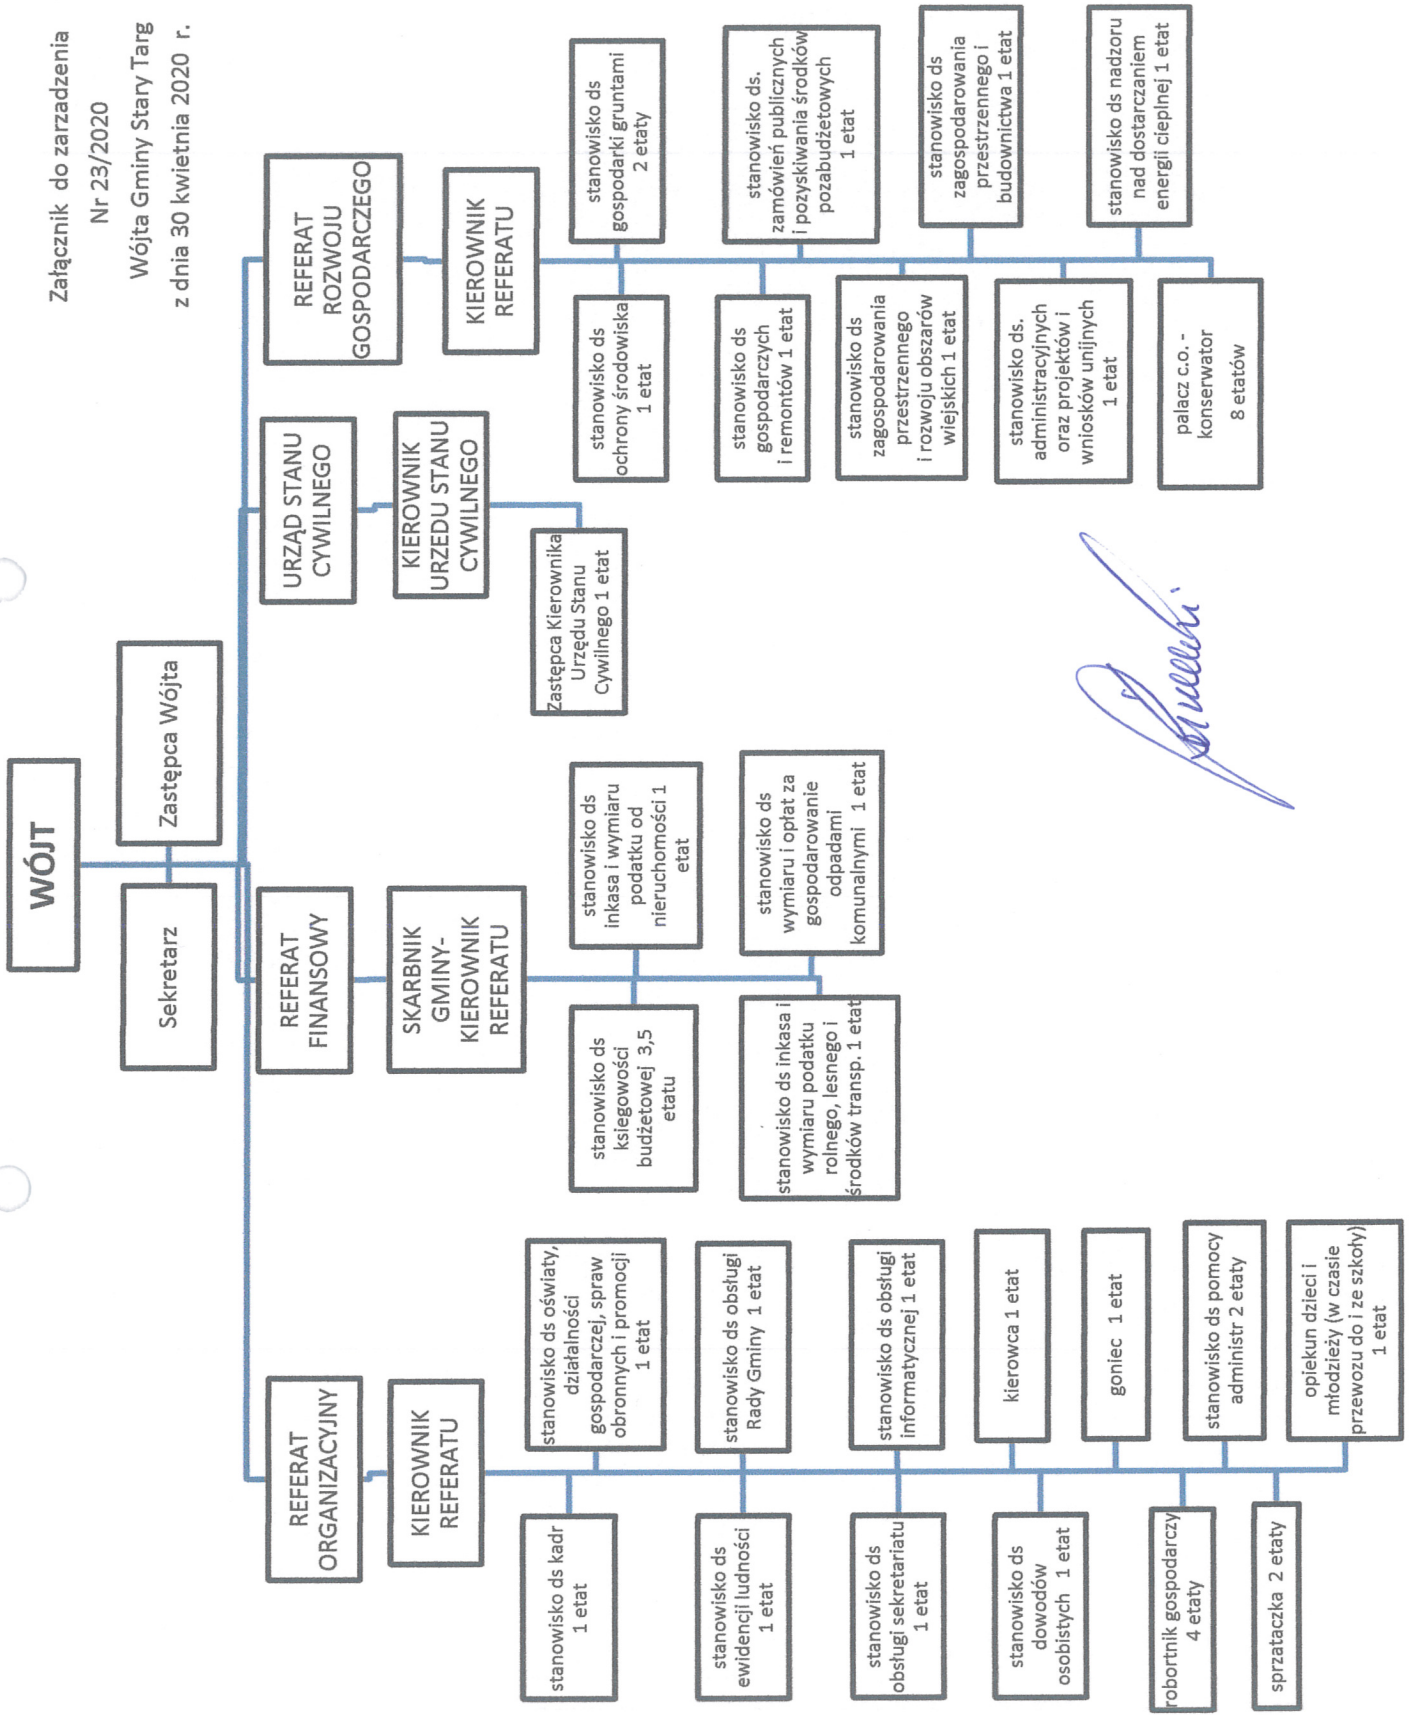 Załącznik do zarzadzenia
Nr 23/2020
Wójta Gminy Stary Targ
z dnia 30 kwietnia 2020 r.
WÓJT
Sekretarz
Zastępca Wójta
REFERAT
ORGANIZACYJNY
KIEROWNIK
REFERATU
stanowisko ds kadr
1 etat
stanowisko ds oświaty,
działalności
gospodarczej, spraw
obronnych i promocji
1 etat
stanowisko ds
ewidencji ludności
1 etat
stanowisko ds obsługi
Rady Gminy 1 etat
stanowisko ds
obsługi sekretariatu
1 etat
stanowisko ds obsługi
informatycznej 1 etat
stanowisko ds
dowodów
osobistych 1 etat
kierowca 1 etat
goniec 1 etat
robortnik gospodarczy
4 etaty
stanowisko ds pomocy
administr 2 etaty
sprzataczka 2 etaty
opiekun dzieci i
młodzieży (w czasie
przewozu do i ze szkoły)
1 etat
REFERAT
FINANSOWY
SKARBNIK
GMINY-
KIEROWNIK
REFERATU
stanowisko ds
ksiegowości
budżetowej 3,5
etatu
stanowisko ds
inkasa i wymiaru
podatku od
nieruchomości 1
etat
stanowisko ds inkasa i
wymiaru podatku
rolnego, lesnego i
środków transp. 1 etat
stanowisko ds
wymiaru i opłat za
gospodarowanie
odpadami
komunalnymi 1 etat
URZĄD STANU
CYWILNEGO
KIEROWNIK
URZEDU STANU
CYWILNEGO
Zastępca Kierownika
Urzędu Stanu
Cywilnego 1 etat
REFERAT
ROZWOJU
GOSPODARCZEGO
KIEROWNIK
REFERATU
stanowisko ds
ochrony środowiska
1 etat
stanowisko ds
gospodarki gruntami
2 etaty
stanowisko ds
gospodarczych
i remontów 1 etat
stanowisko ds.
zamówień publicznych
i pozyskiwania środków
pozabudżetowych
1 etat
stanowisko ds
zagospodarowania
przestrzennego
i rozwoju obszarów
wiejskich 1 etat
stanowisko ds
zagospodarowania
przestrzennego i
budownictwa 1 etat
stanowisko ds.
administracyjnych
oraz projektów i
wniosków unijnych
1 etat
stanowisko ds nadzoru
nad dostarczaniem
energii cieplnej 1 etat
palacz c.o. -
konserwator
8 etatów